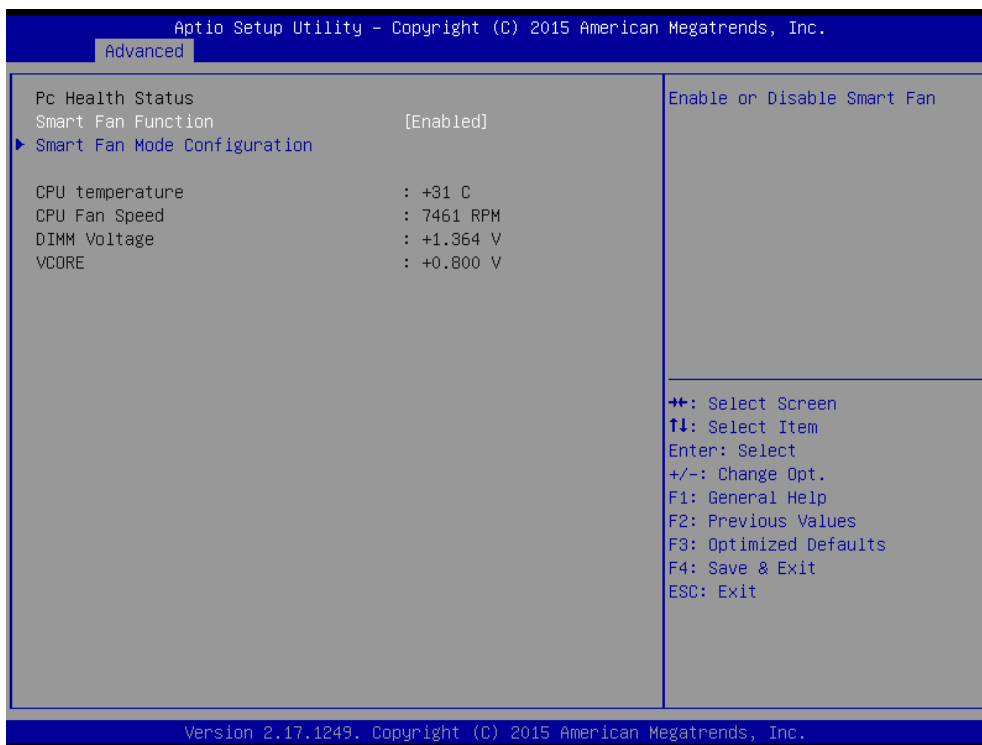 Aptio Setup Utility – Copyright (C) 2015 American Megatrends, Inc.
Advanced
Pc Health Status
Smart Fan Function [Enabled]
▶ Smart Fan Mode Configuration
CPU temperature : +31 C
CPU Fan Speed : 7461 RPM
DIMM Voltage : +1.364 V
VCORE : +0.800 V
Enable or Disable Smart Fan
→←: Select Screen
↑↓: Select Item
Enter: Select
+/-: Change Opt.
F1: General Help
F2: Previous Values
F3: Optimized Defaults
F4: Save & Exit
ESC: Exit
Version 2.17.1249. Copyright (C) 2015 American Megatrends, Inc.